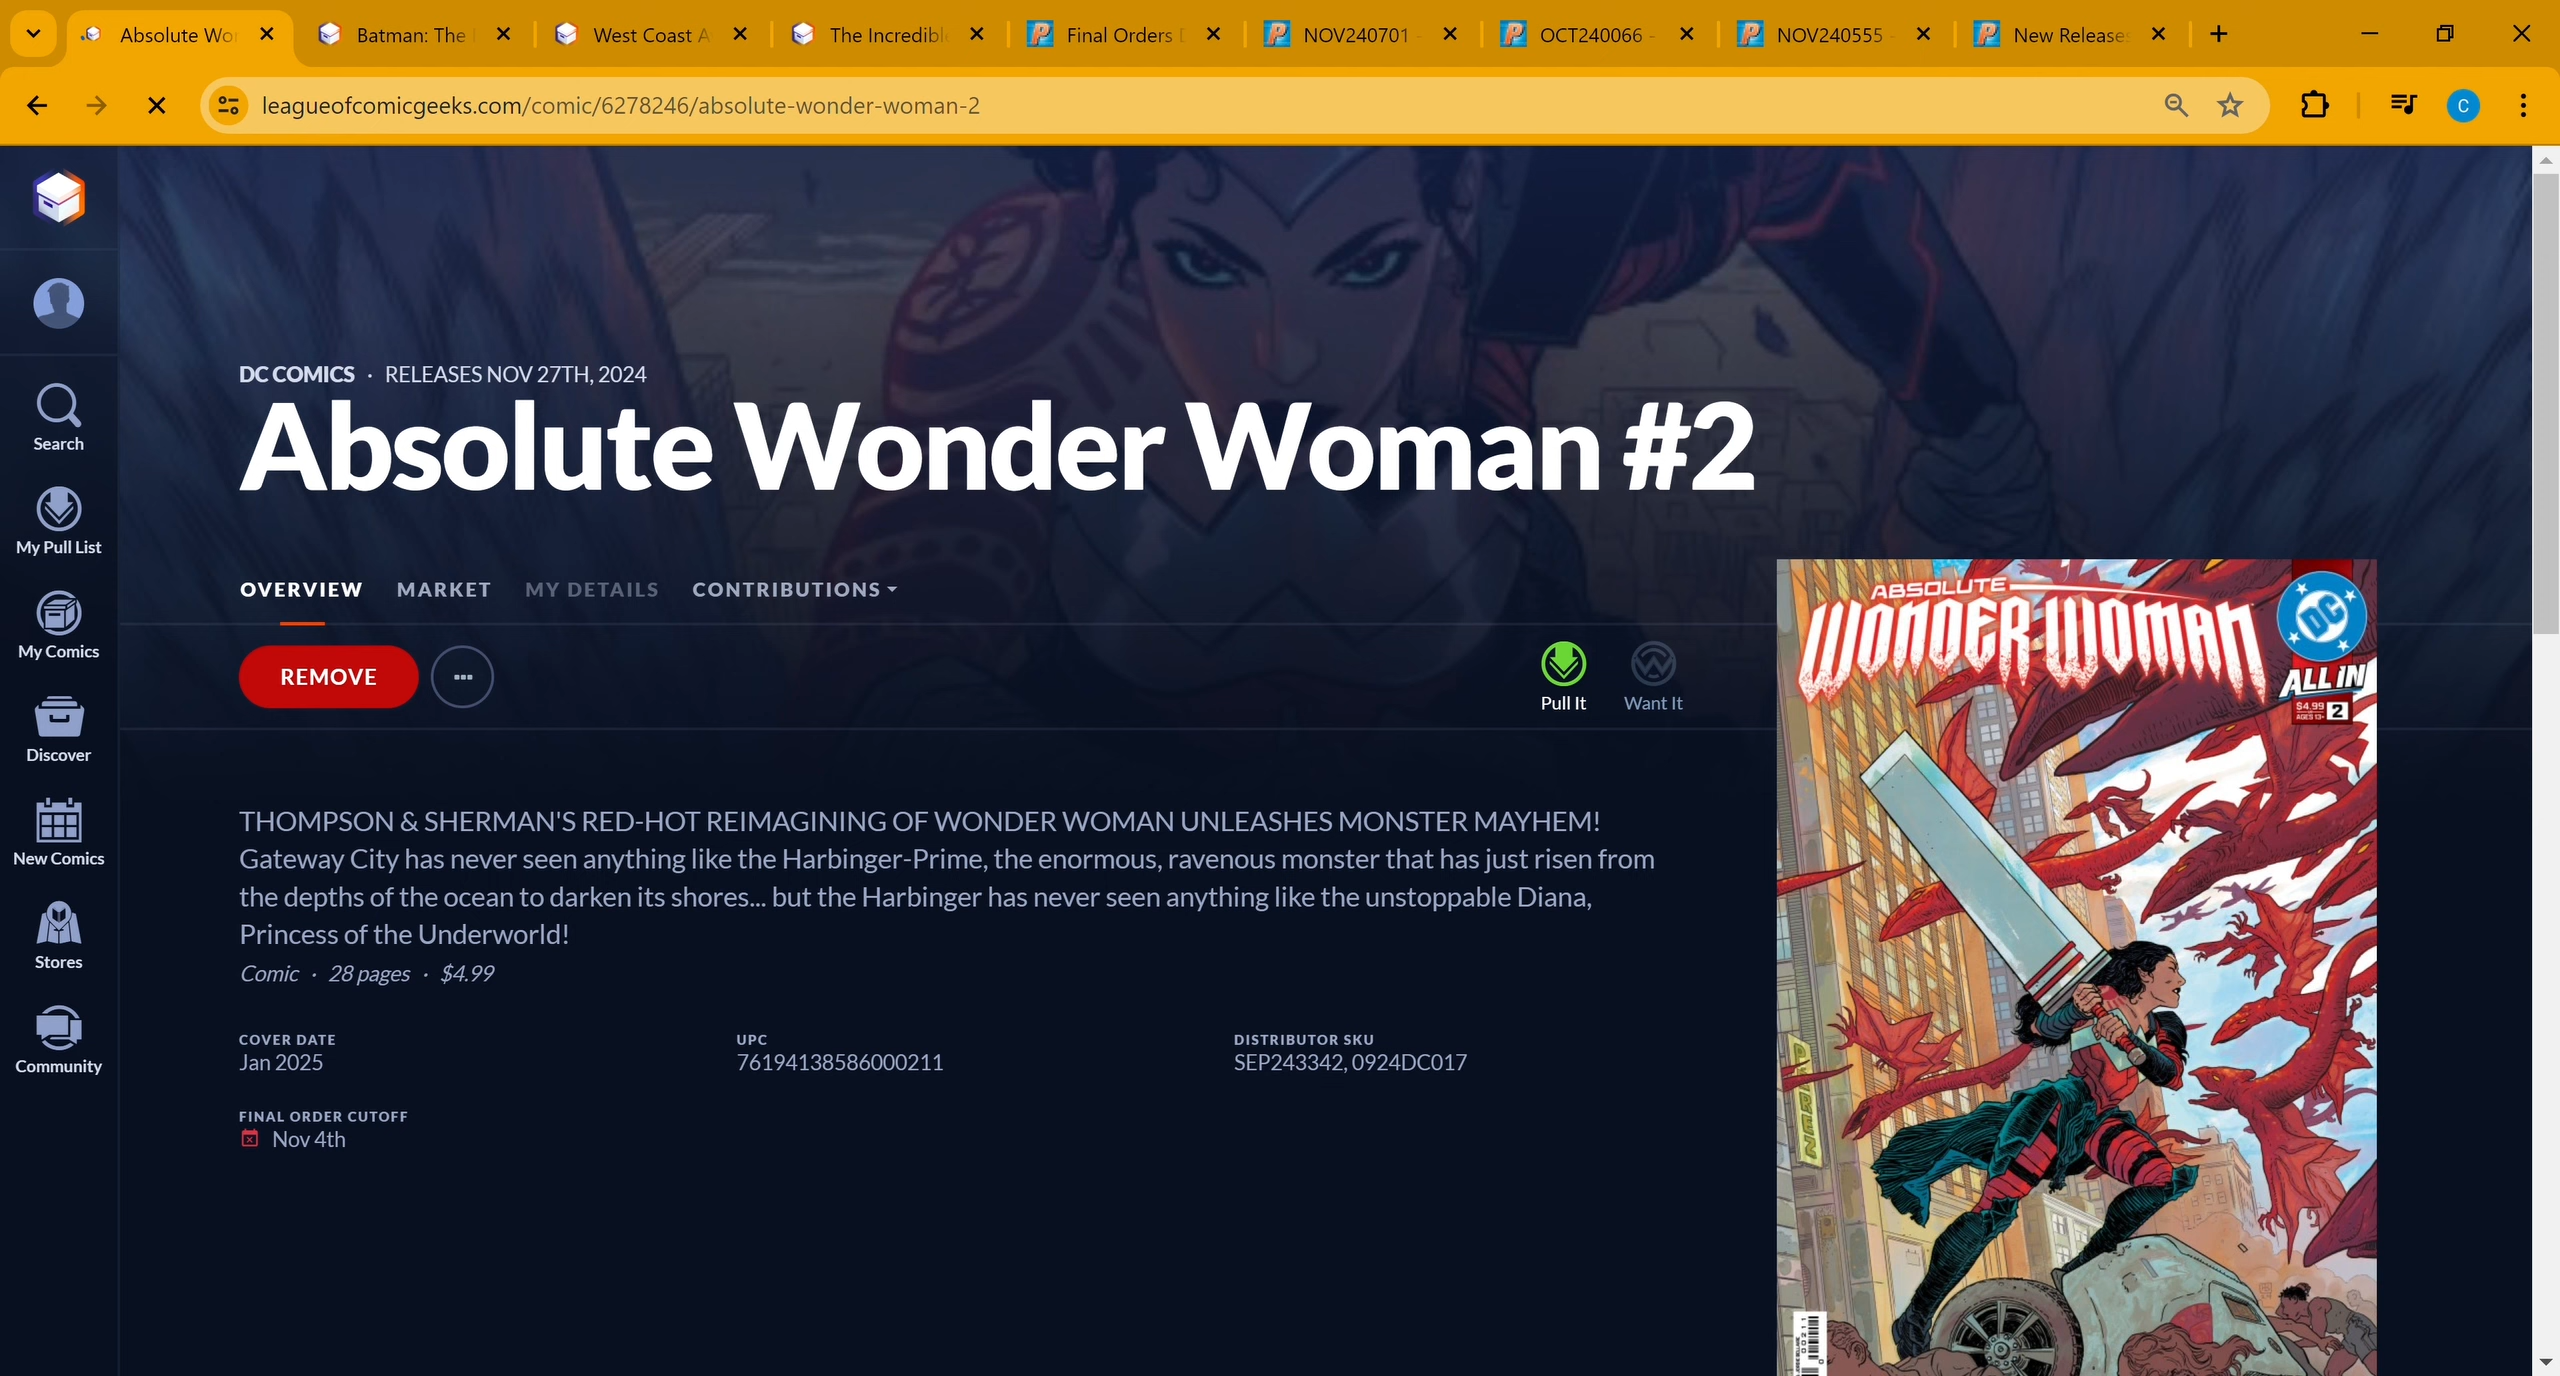 Absolute Wo
Batman: The
West Coast A
The Incredibl
Final Orders
NOV240701 -
OCT240066 -
NOV240555 -
New Release
leagueofcomicgeeks.com/comic/6278246/absolute-wonder-woman-2
C
Search
My Pull List
My Comics
Discover
New Comics
Stores
Community
DC COMICS · RELEASES NOV 27TH, 2024
Absolute Wonder Woman #2
OVERVIEW MARKET MY DETAILS CONTRIBUTIONS
REMOVE ...
Pull It Want It
THOMPSON & SHERMAN'S RED-HOT REIMAGINING OF WONDER WOMAN UNLEASHES MONSTER MAYHEM!
Gateway City has never seen anything like the Harbinger-Prime, the enormous, ravenous monster that has just risen from
the depths of the ocean to darken its shores... but the Harbinger has never seen anything like the unstoppable Diana,
Princess of the Underworld!
Comic · 28 pages · $4.99
COVER DATE
Jan 2025
UPC
76194138586000211
DISTRIBUTOR SKU
SEP243342, 0924DC017
FINAL ORDER CUTOFF
Nov 4th
ABSOLUTE
WONDER WOMAN
DC
ALL IN
$4.99
AGES 13+
2
00211